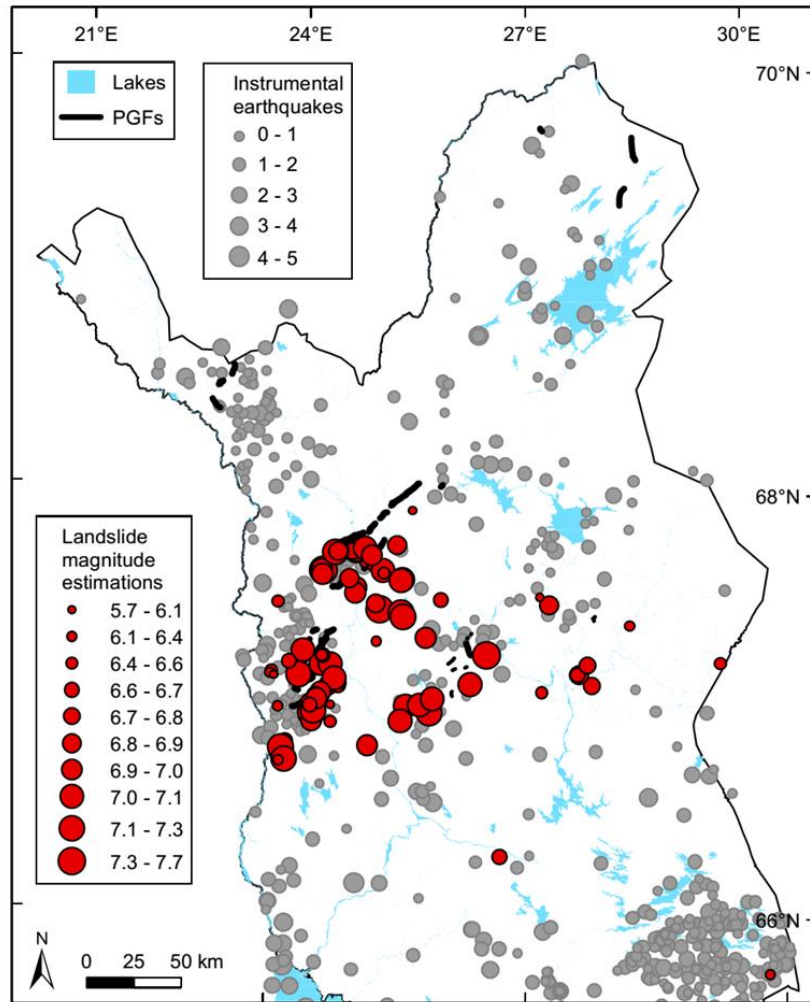 21°E 24°E 27°E 30°E
70°N
Lakes
PGFs
Instrumental
earthquakes
0 - 1
1 - 2
2 - 3
3 - 4
4 - 5
68°N
Landslide
magnitude
estimations
5.7 - 6.1
6.1 - 6.4
6.4 - 6.6
6.6 - 6.7
6.7 - 6.8
6.8 - 6.9
6.9 - 7.0
7.0 - 7.1
7.1 - 7.3
7.3 - 7.7
66°N
N
0 25 50 km